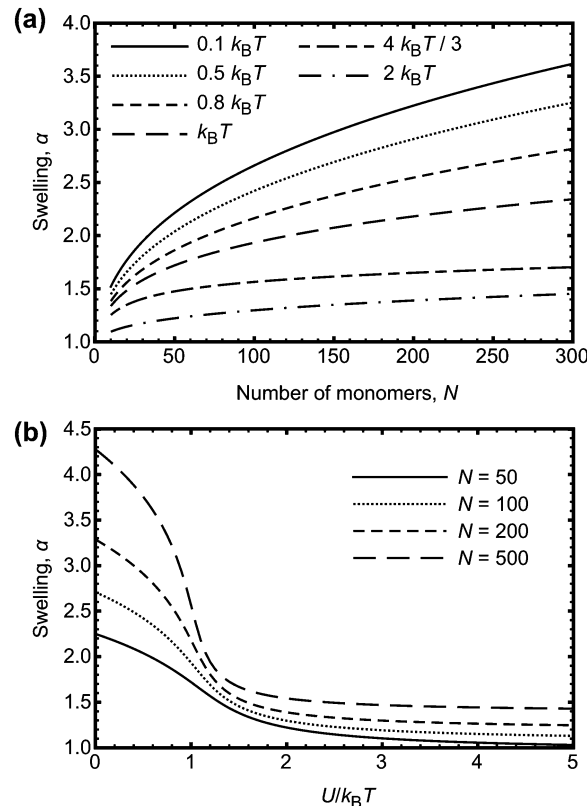 (a)
0.1 kBT
0.5 kBT
0.8 kBT
kBT
4 kBT / 3
2 kBT
4.0
3.5
3.0
2.5
2.0
1.5
1.0
Swelling, α
0 50 100 150 200 250 300
Number of monomers, N
(b)
4.5
4.0
3.5
3.0
2.5
2.0
1.5
1.0
Swelling, α
N = 50
N = 100
N = 200
N = 500
0 1 2 3 4 5
U/kBT